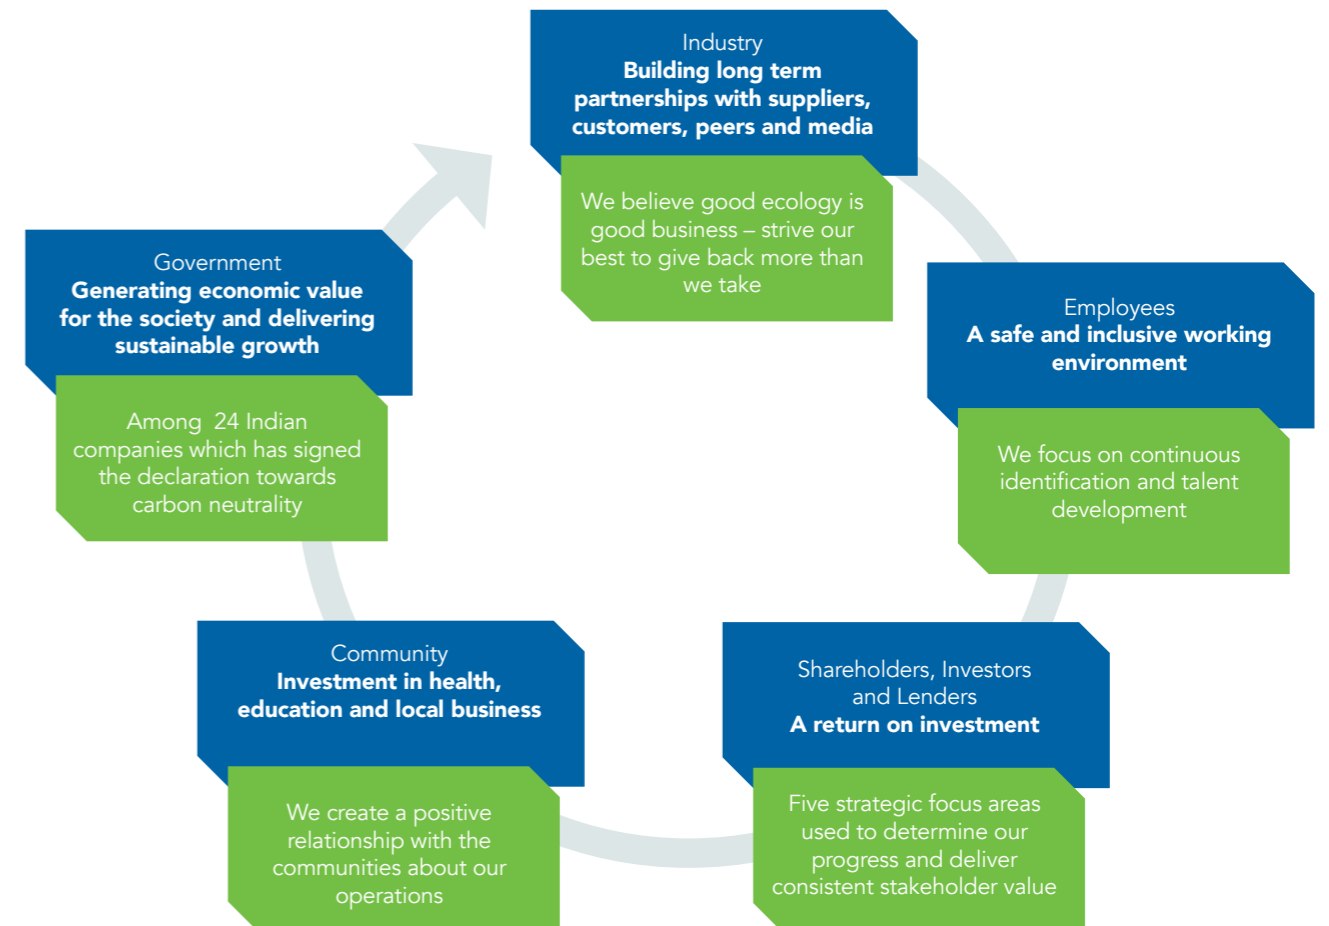 Industry
Building long term
partnerships with suppliers,
customers, peers and media
We believe good ecology is
good business – strive our
best to give back more than
we take
Employees
A safe and inclusive working
environment
We focus on continuous
identification and talent
development
Shareholders, Investors
and Lenders
A return on investment
Five strategic focus areas
used to determine our
progress and deliver
consistent stakeholder value
Community
Investment in health,
education and local business
We create a positive
relationship with the
communities about our
operations
Government
Generating economic value
for the society and delivering
sustainable growth
Among 24 Indian
companies which has signed
the declaration towards
carbon neutrality